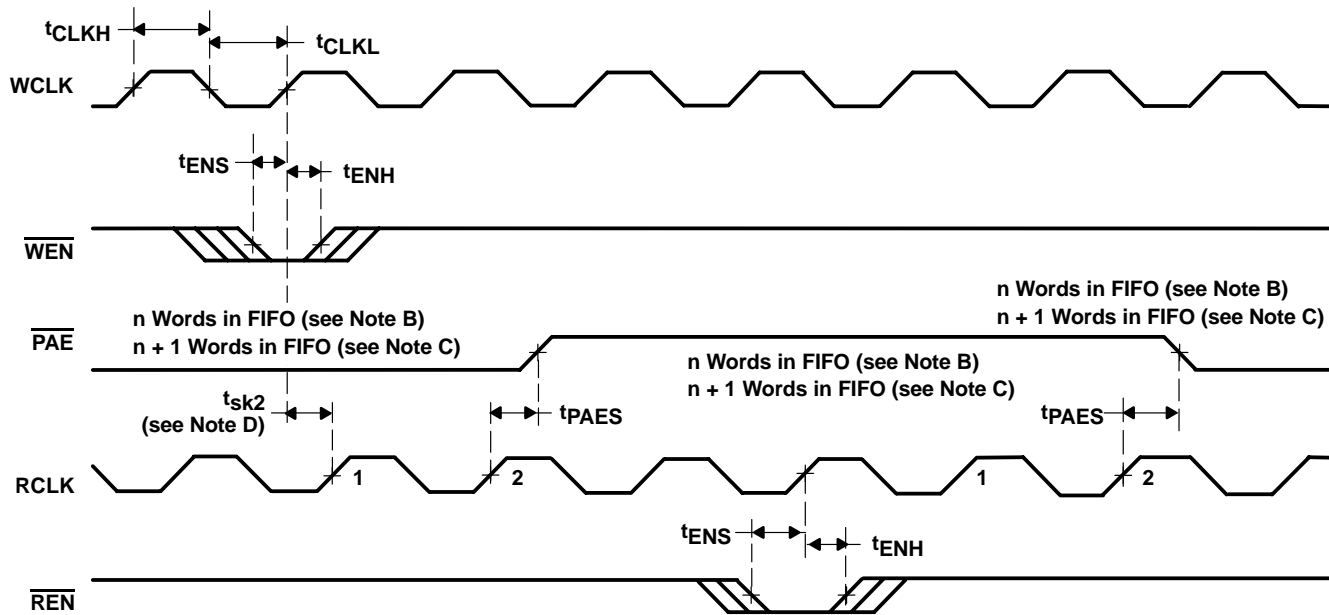 tCLKH
tCLKL
WCLK
tENS
tENH
WEN
n Words in FIFO (see Note B)
n + 1 Words in FIFO (see Note C)
n Words in FIFO (see Note B)
n + 1 Words in FIFO (see Note C)
PAE
n Words in FIFO (see Note B)
n + 1 Words in FIFO (see Note C)
tsk2
(see Note D)
tPAES
tPAES
RCLK
1
2
1
2
tENS
tENH
REN